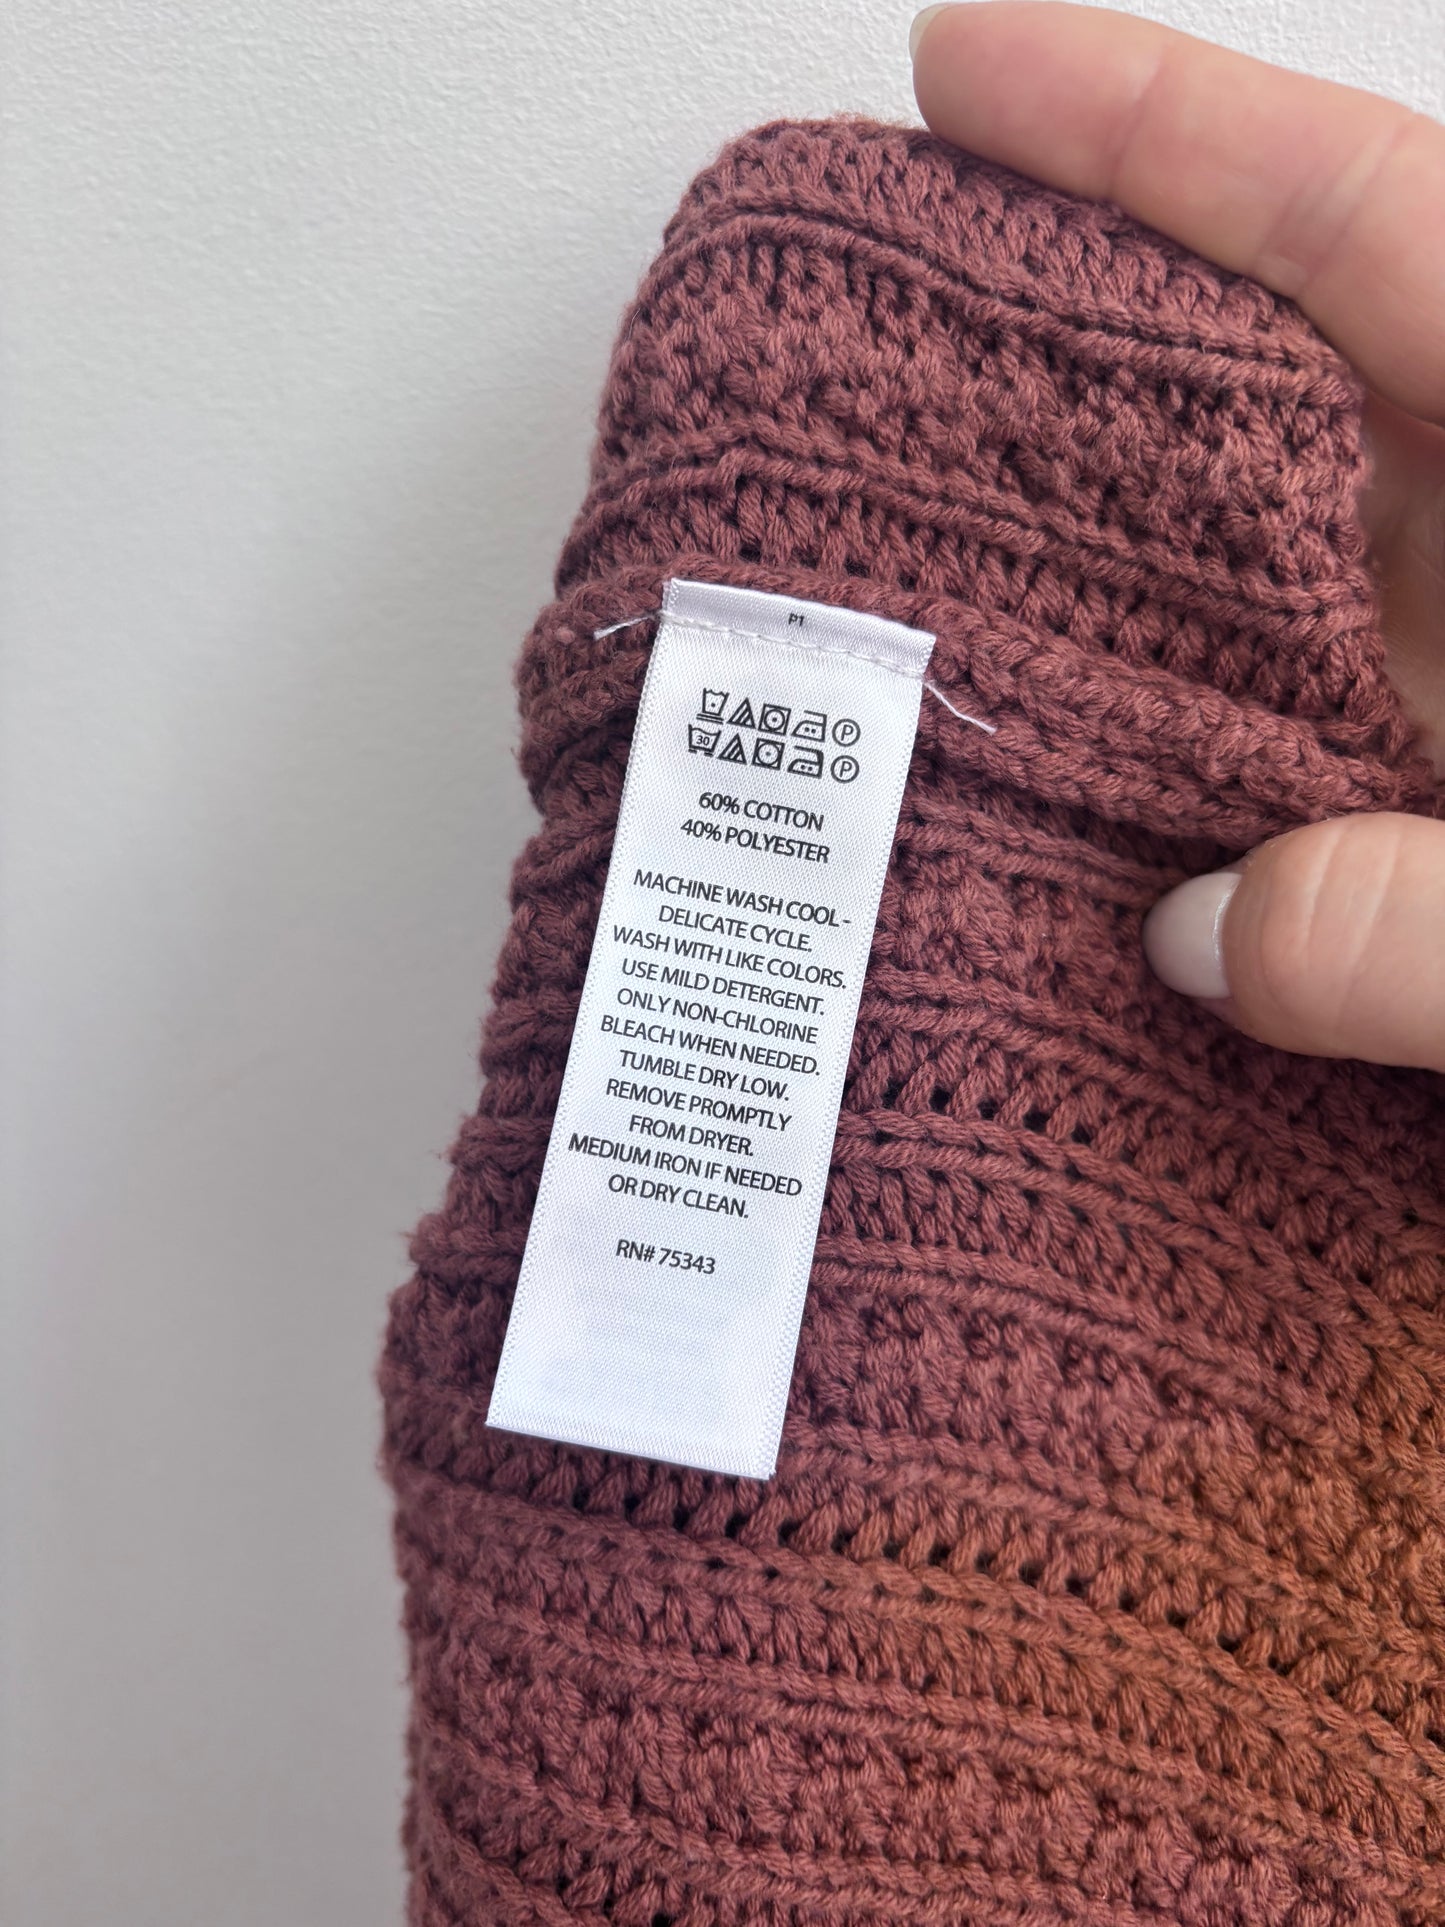 P1
30
P
P
60% COTTON
40% POLYESTER
MACHINE WASH COOL -
DELICATE CYCLE.
WASH WITH LIKE COLORS.
USE MILD DETERGENT.
ONLY NON-CHLORINE
BLEACH WHEN NEEDED.
TUMBLE DRY LOW.
REMOVE PROMPTLY
FROM DRYER.
MEDIUM IRON IF NEEDED
OR DRY CLEAN.
RN# 75343